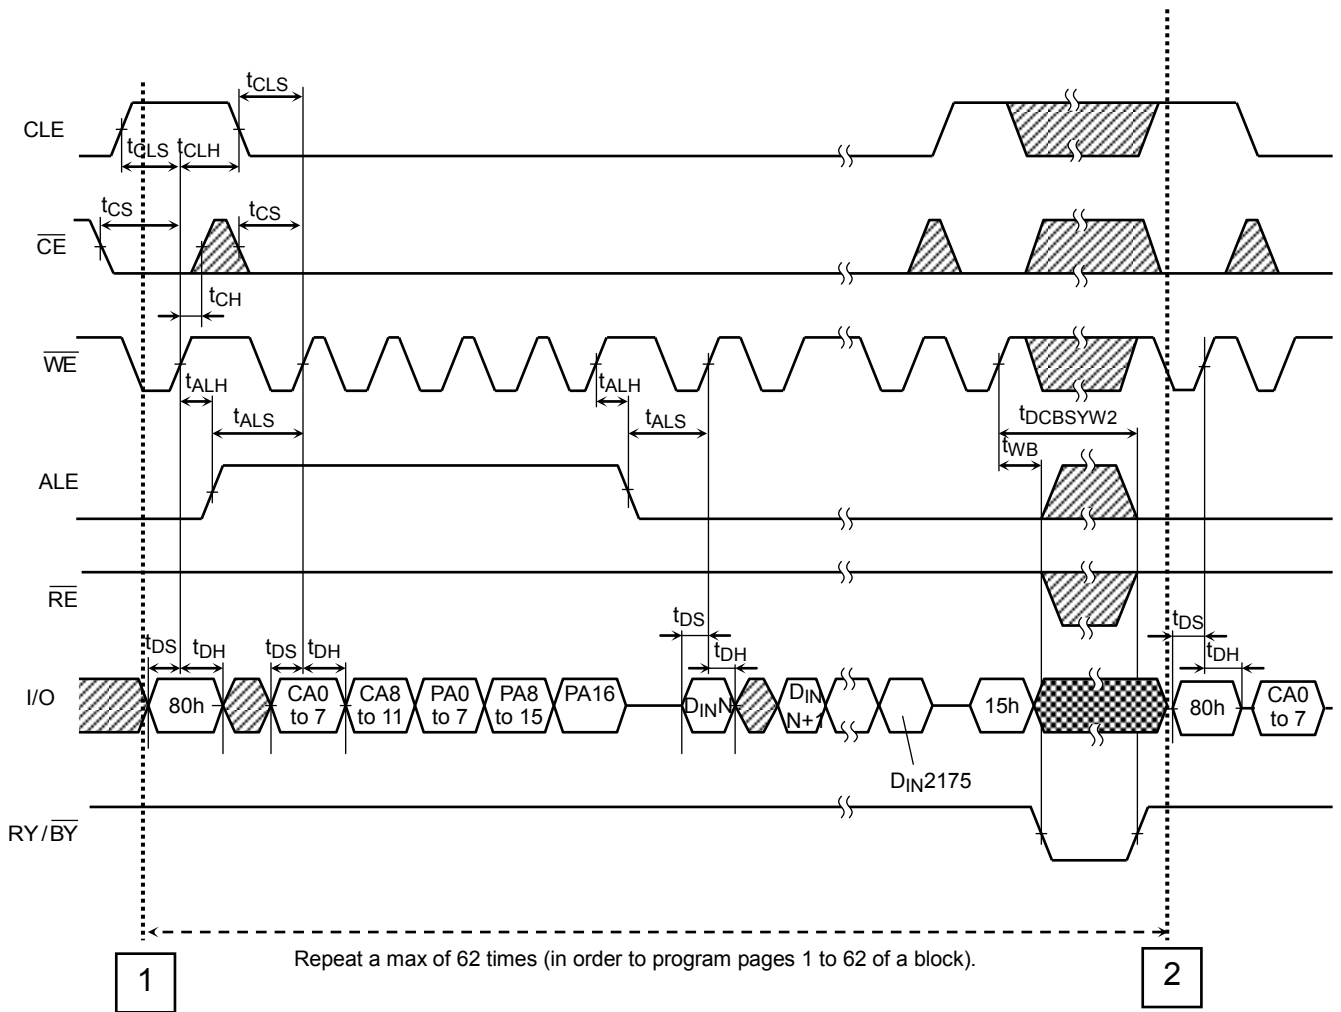 tCLS
CLE
tCLS tCLH
tCS tCS
CE
tCH
WE
tALH tALH
tALS tALS
tDCBSYW2
tWB
ALE
RE
tDS tDH tDS tDH tDS tDH tDS tDH
I/O
80h
CA0 to 7
CA8 to 11
PA0 to 7
PA8 to 15
PA16
DINN
DIN N+1
15h
80h
CA0 to 7
DIN2175
RY/BY
Repeat a max of 62 times (in order to program pages 1 to 62 of a block).
1
2